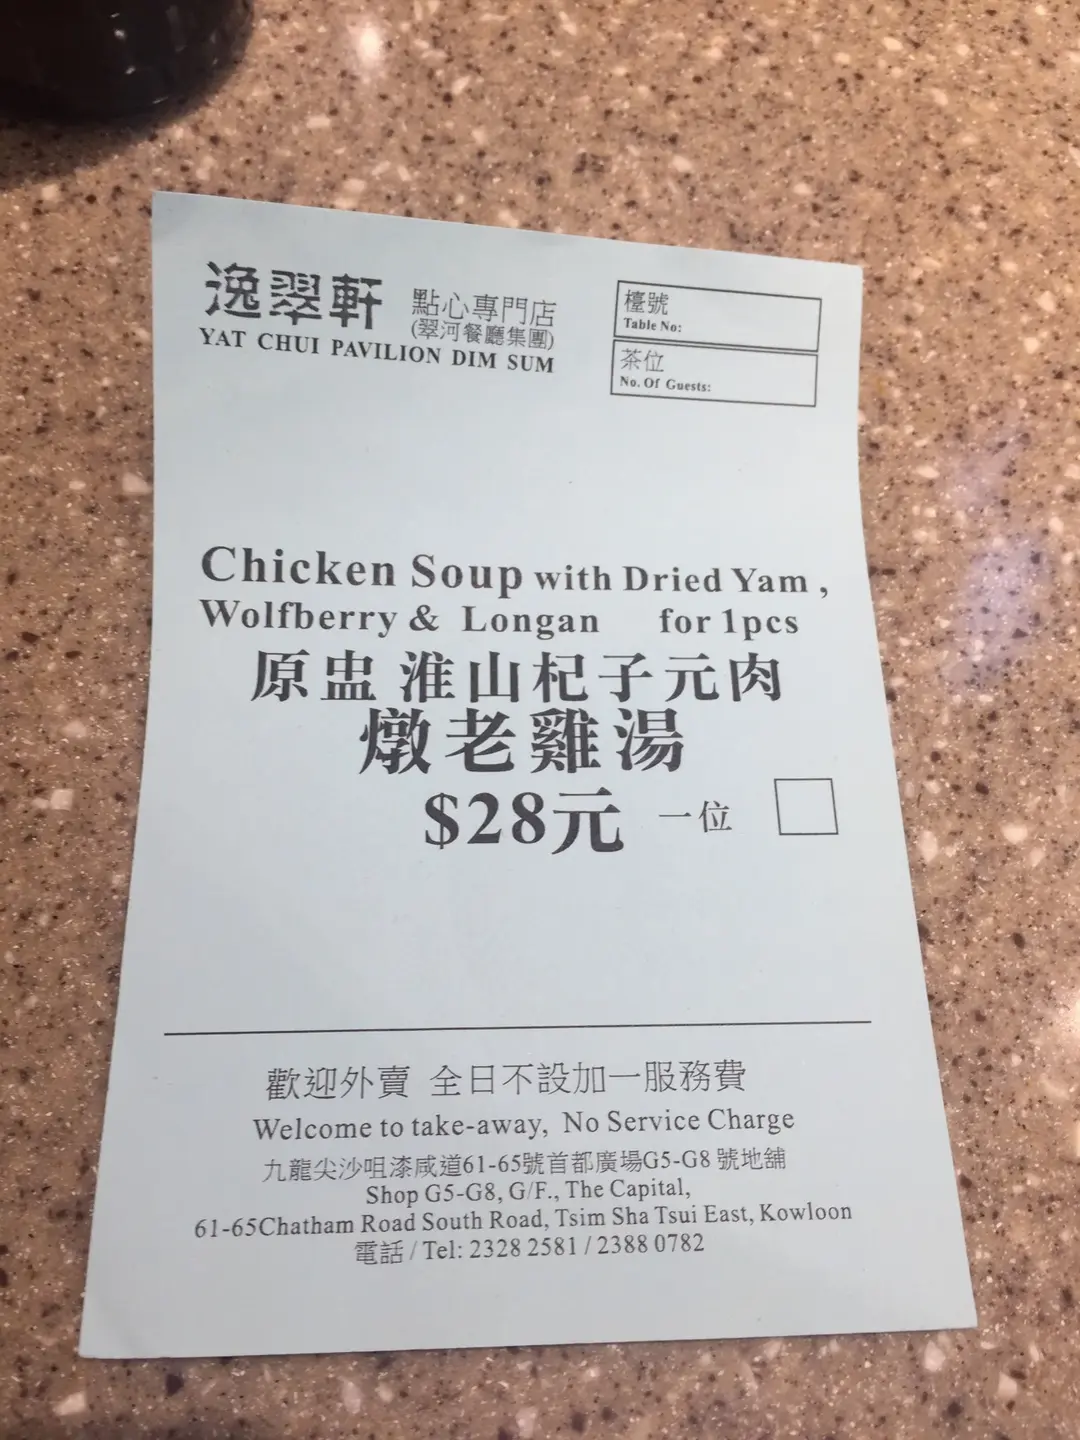 逸翠軒 點心專門店
(翠河餐廳集團)
YAT CHUI PAVILION DIM SUM
檯號
Table No:
茶位
No. Of Guests:
Chicken Soup with Dried Yam ,
Wolfberry & Longan for 1pcs
原盅 淮山杞子元肉
燉老雞湯
$28元 一位
歡迎外賣 全日不設加一服務費
Welcome to take-away, No Service Charge
九龍尖沙咀漆咸道61-65號首都廣場G5-G8 號地舖
Shop G5-G8, G/F., The Capital,
61-65Chatham Road South Road, Tsim Sha Tsui East, Kowloon
電話 / Tel: 2328 2581 / 2388 0782